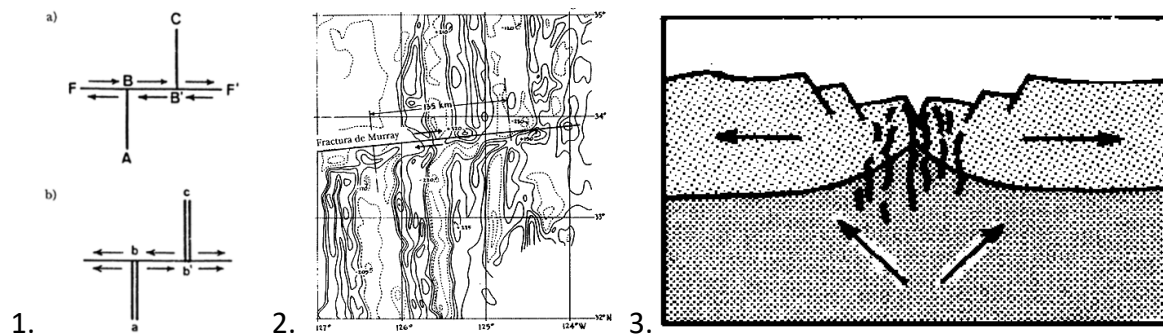 a)
C
F B B' F'
A
b)
c
b b'
a
1.
35°
155 km
34°
Fractura de Murray
33°
32°N
127° 126° 125° 124°W
2.
3.